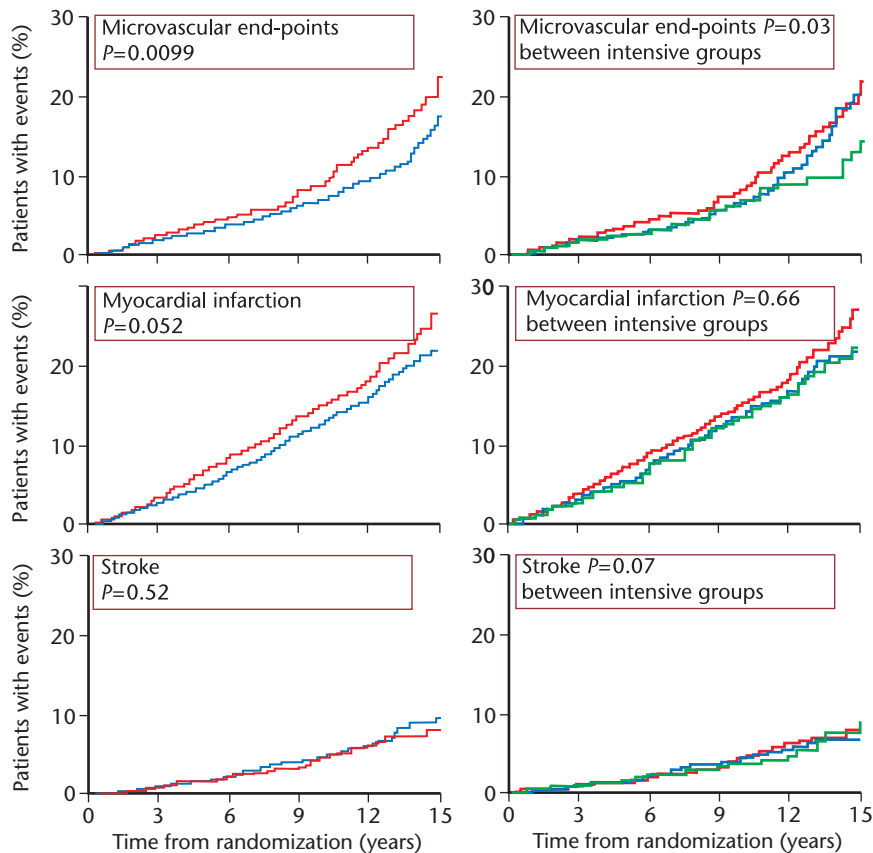 Patients with events (%)
30
20
10
0
Microvascular end-points
P=0.0099
30
20
10
0
Microvascular end-points P=0.03
between intensive groups
Patients with events (%)
30
20
10
0
Myocardial infarction
P=0.052
30
20
10
0
Myocardial infarction P=0.66
between intensive groups
Patients with events (%)
30
20
10
0
Stroke
P=0.52
0 3 6 9 12 15
Time from randomization (years)
30
20
10
0
Stroke P=0.07
between intensive groups
0 3 6 9 12 15
Time from randomization (years)